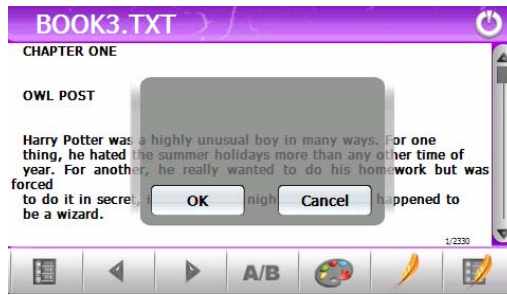 BOOK3.TXT
CHAPTER ONE
OWL POST
Harry Potter was a highly unusual boy in many ways. For one
thing, he hated the summer holidays more than any other time of
year. For another, he really wanted to do his homework but was
forced
to do it in secret, nigh happened to
be a wizard.
OK Cancel
1/2330
A/B